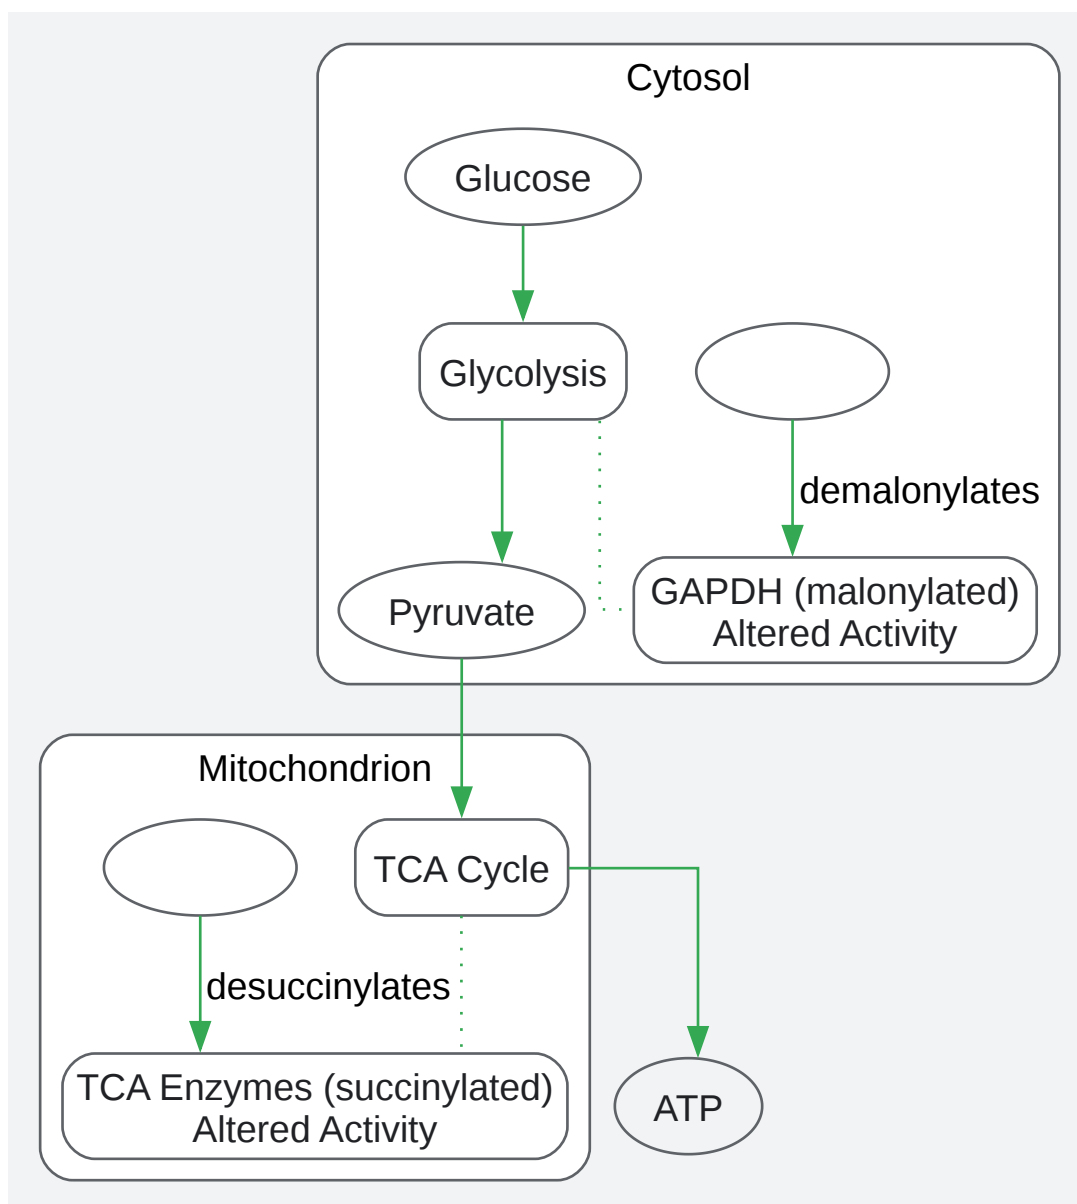 Cytosol
Glucose
Glycolysis
demalonylates
GAPDH (malonylated)
Altered Activity
Pyruvate
Mitochondrion
TCA Cycle
desuccinylates
TCA Enzymes (succinylated)
Altered Activity
ATP